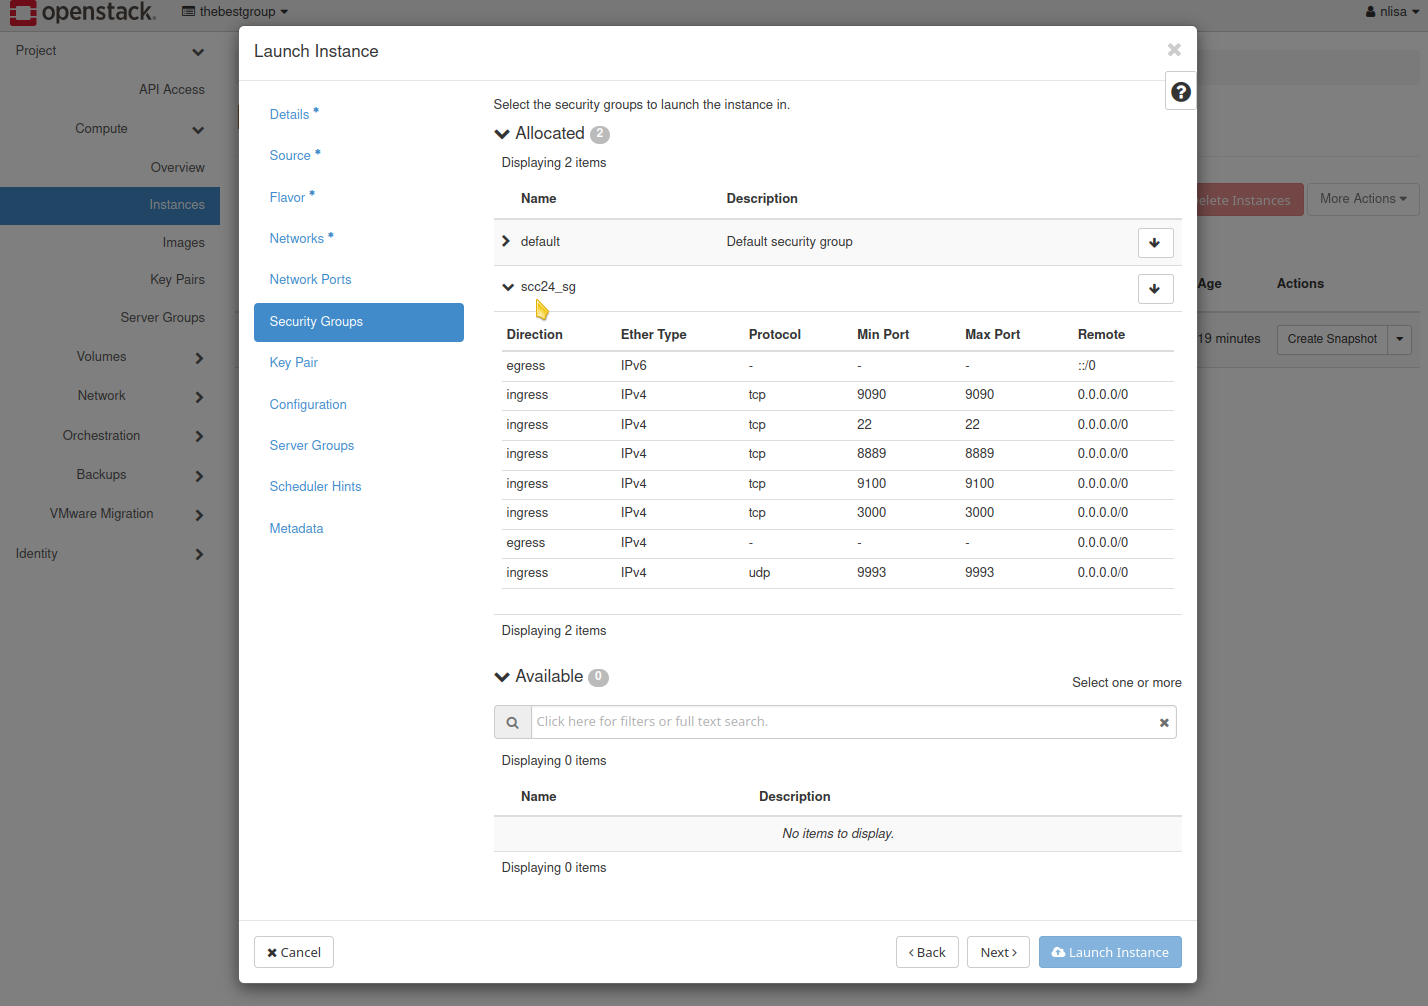 openstack.
thebestgroup
nlisa
Project
API Access
Compute
Overview
Instances
Images
Key Pairs
Server Groups
Volumes
Network
Orchestration
Backups
VMware Migration
Identity
Launch Instance
Details *
Source *
Flavor *
Networks *
Network Ports
Security Groups
Key Pair
Configuration
Server Groups
Scheduler Hints
Metadata
Select the security groups to launch the instance in.
Allocated 2
Displaying 2 items
Name Description
default Default security group
scc24_sg
Direction Ether Type Protocol Min Port Max Port Remote
egress IPv6 - - - ::/0
ingress IPv4 tcp 9090 9090 0.0.0.0/0
ingress IPv4 tcp 22 22 0.0.0.0/0
ingress IPv4 tcp 8889 8889 0.0.0.0/0
ingress IPv4 tcp 9100 9100 0.0.0.0/0
ingress IPv4 tcp 3000 3000 0.0.0.0/0
egress IPv4 - - - 0.0.0.0/0
ingress IPv4 udp 9993 9993 0.0.0.0/0
Displaying 2 items
Available 0
Select one or more
Click here for filters or full text search.
Displaying 0 items
Name Description
No items to display.
Displaying 0 items
Cancel
< Back
Next >
Launch Instance
elete Instances
More Actions
Age Actions
19 minutes Create Snapshot